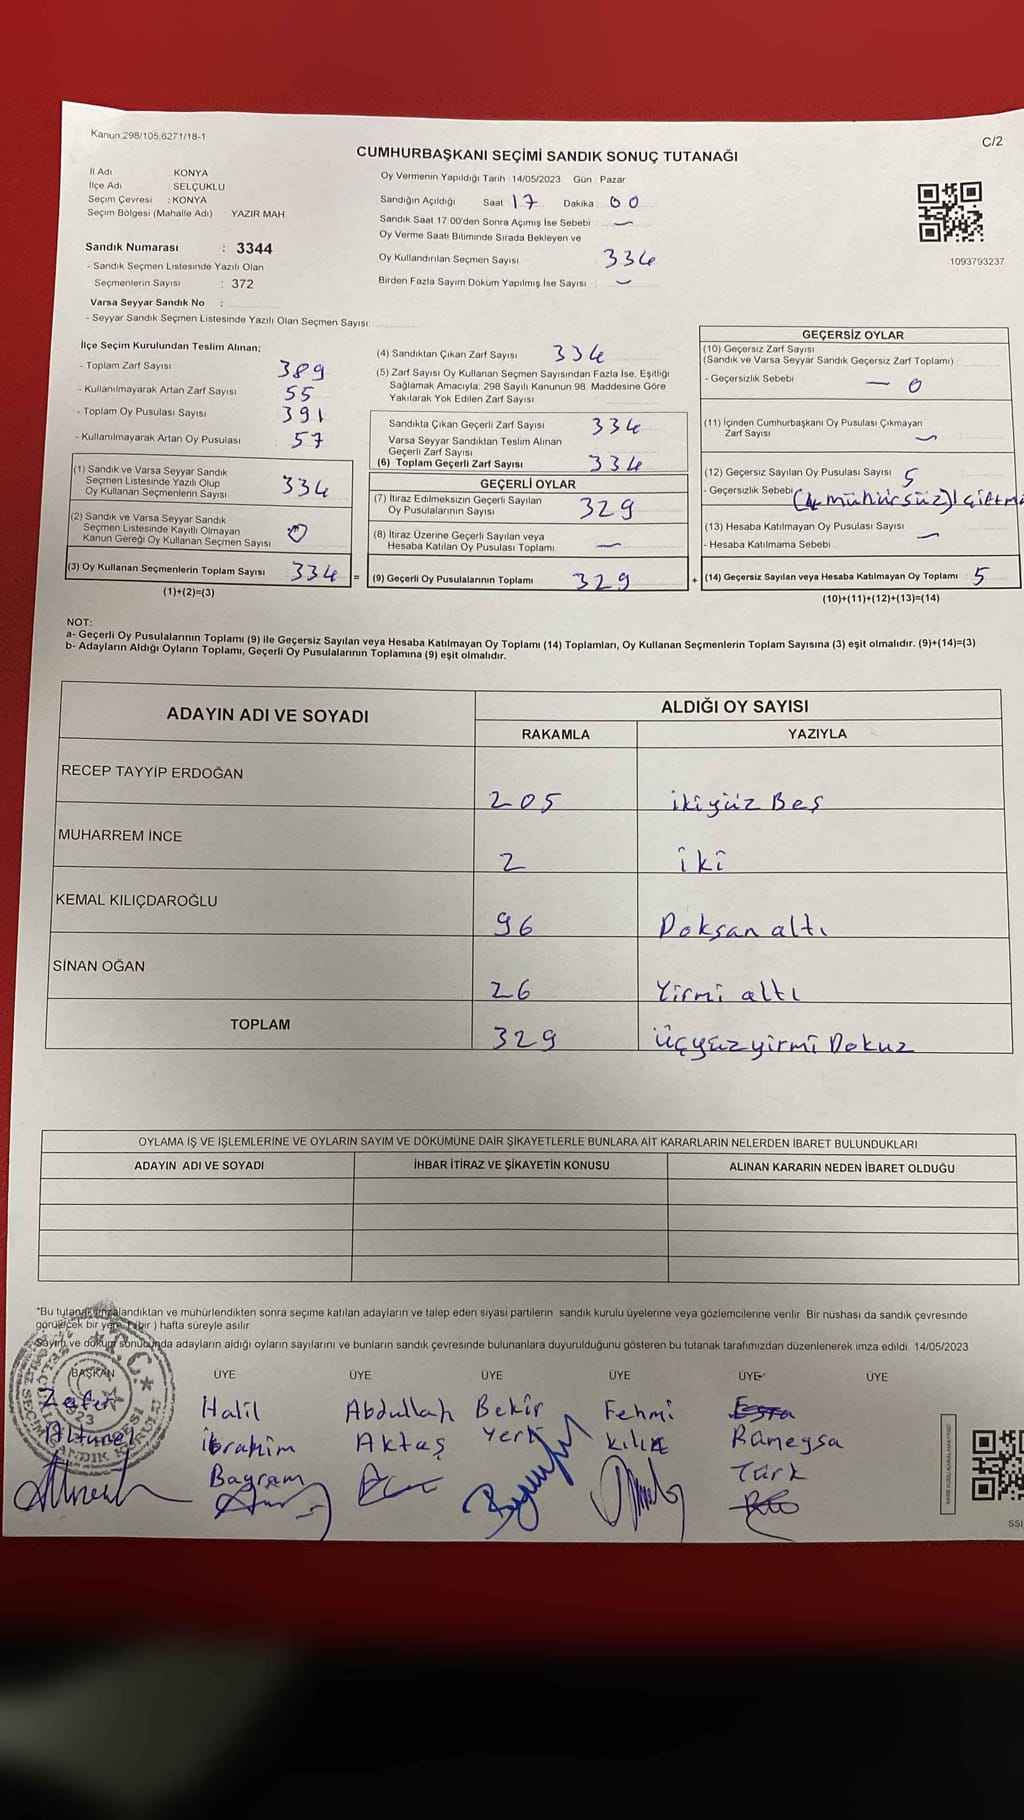 Kanun:298/105,6271/18-1
C/2
CUMHURBAŞKANI SEÇİMİ SANDIK SONUÇ TUTANAĞI
İl Adı KONYA
İlçe Adı SELÇUKLU
Seçim Çevresi : KONYA
Seçim Bölgesi (Mahalle Adı) YAZIR MAH.
Sandık Numarası : 3344
- Sandık Seçmen Listesinde Yazılı Olan
Seçmenlerin Sayısı : 372
Varsa Seyyar Sandık No :
- Seyyar Sandık Seçmen Listesinde Yazılı Olan Seçmen Sayısı:
Oy Vermenin Yapıldığı Tarih : 14/05/2023 Gün : Pazar
Sandığın Açıldığı Saat 17 Dakika : 00
Sandık Saat 17:00'den Sonra Açımış İse Sebebi : —
Oy Verme Saati Bitiminde Sırada Bekleyen ve
Oy Kullandırılan Seçmen Sayısı 334
Birden Fazla Sayım Döküm Yapılmış İse Sayısı : —
1093793237
İlçe Seçim Kurulundan Teslim Alınan;
- Toplam Zarf Sayısı 389
- Kullanılmayarak Artan Zarf Sayısı 55
- Toplam Oy Pusulası Sayısı 391
- Kullanılmayarak Artan Oy Pusulası 57
(1) Sandık ve Varsa Seyyar Sandık
Seçmen Listesinde Yazılı Olup
Oy Kullanan Seçmenlerin Sayısı 334
(2) Sandık ve Varsa Seyyar Sandık
Seçmen Listesinde Kayıtlı Olmayan
Kanun Gereği Oy Kullanan Seçmen Sayısı 0
(3) Oy Kullanan Seçmenlerin Toplam Sayısı 334 =
(1)+(2)=(3)
(4) Sandıktan Çıkan Zarf Sayısı 334
(5) Zarf Sayısı Oy Kullanan Seçmen Sayısından Fazla İse, Eşitliği
Sağlamak Amacıyla, 298 Sayılı Kanunun 98. Maddesine Göre
Yakılarak Yok Edilen Zarf Sayısı :
Sandıkta Çıkan Geçerli Zarf Sayısı 334
Varsa Seyyar Sandıktan Teslim Alınan
Geçerli Zarf Sayısı
(6) Toplam Geçerli Zarf Sayısı 334
GEÇERLİ OYLAR
(7) İtiraz Edilmeksizin Geçerli Sayılan
Oy Pusulalarının Sayısı 329
(8) İtiraz Üzerine Geçerli Sayılan veya
Hesaba Katılan Oy Pusulası Toplamı —
(9) Geçerli Oy Pusulalarının Toplamı 329 +
GEÇERSİZ OYLAR
(10) Geçersiz Zarf Sayısı
(Sandık ve Varsa Seyyar Sandık Geçersiz Zarf Toplamı)
- Geçersizlik Sebebi : — 0
(11) İçinden Cumhurbaşkanı Oy Pusulası Çıkmayan
Zarf Sayısı —
(12) Geçersiz Sayılan Oy Pusulası Sayısı 5
- Geçersizlik Sebebi (4 mühürsüz)1
(13) Hesaba Katılmayan Oy Pusulası Sayısı : —
- Hesaba Katılmama Sebebi :
(14) Geçersiz Sayılan veya Hesaba Katılmayan Oy Toplamı : 5
(10)+(11)+(12)+(13)=(14)
NOT:
a- Geçerli Oy Pusulalarının Toplamı (9) ile Geçersiz Sayılan veya Hesaba Katılmayan Oy Toplamı (14) Toplamları, Oy Kullanan Seçmenlerin Toplam Sayısına (3) eşit olmalıdır. (9)+(14)=(3)
b- Adayların Aldığı Oyların Toplamı, Geçerli Oy Pusulalarının Toplamına (9) eşit olmalıdır.
ADAYIN ADI VE SOYADI
ALDIĞI OY SAYISI
RAKAMLA YAZIYLA
RECEP TAYYİP ERDOĞAN 205 ikiyüz Beş
MUHARREM İNCE 2 iki
KEMAL KILIÇDAROĞLU 96 Doksan altı
SİNAN OĞAN 26 Yirmi altı
TOPLAM 329 Üçyüzyirmi Dokuz
OYLAMA İŞ VE İŞLEMLERİNE VE OYLARIN SAYIM VE DÖKÜMÜNE DAİR ŞİKAYETLERLE BUNLARA AİT KARARLARIN NELERDEN İBARET BULUNDUKLARI
ADAYIN ADI VE SOYADI İHBAR İTİRAZ VE ŞİKAYETİN KONUSU ALINAN KARARIN NEDEN İBARET OLDUĞU
"Bu tutanak imzalandıktan ve mühürlendikten sonra seçime katılan adayların ve talep eden siyasi partilerin sandık kurulu üyelerine veya gözlemcilerine verilir. Bir nushası da sandık çevresinde
görülecek bir yere 1 (bir ) hafta süreyle asılır.
Sayım ve döküm sonucunda adayların aldığı oyların sayılarını ve bunların sandık çevresinde bulunanlara duyurulduğunu gösteren bu tutanak tarafımızdan düzenlenerek imza edildi. 14/05/2023
BAŞKAN ÜYE ÜYE ÜYE ÜYE ÜYE ÜYE
Zafer Halil Abdullah Bekir Fehmi Esra
Altunel ibrahim Aktaş Yerli Kılıç Rümeysa
Bayram Türk